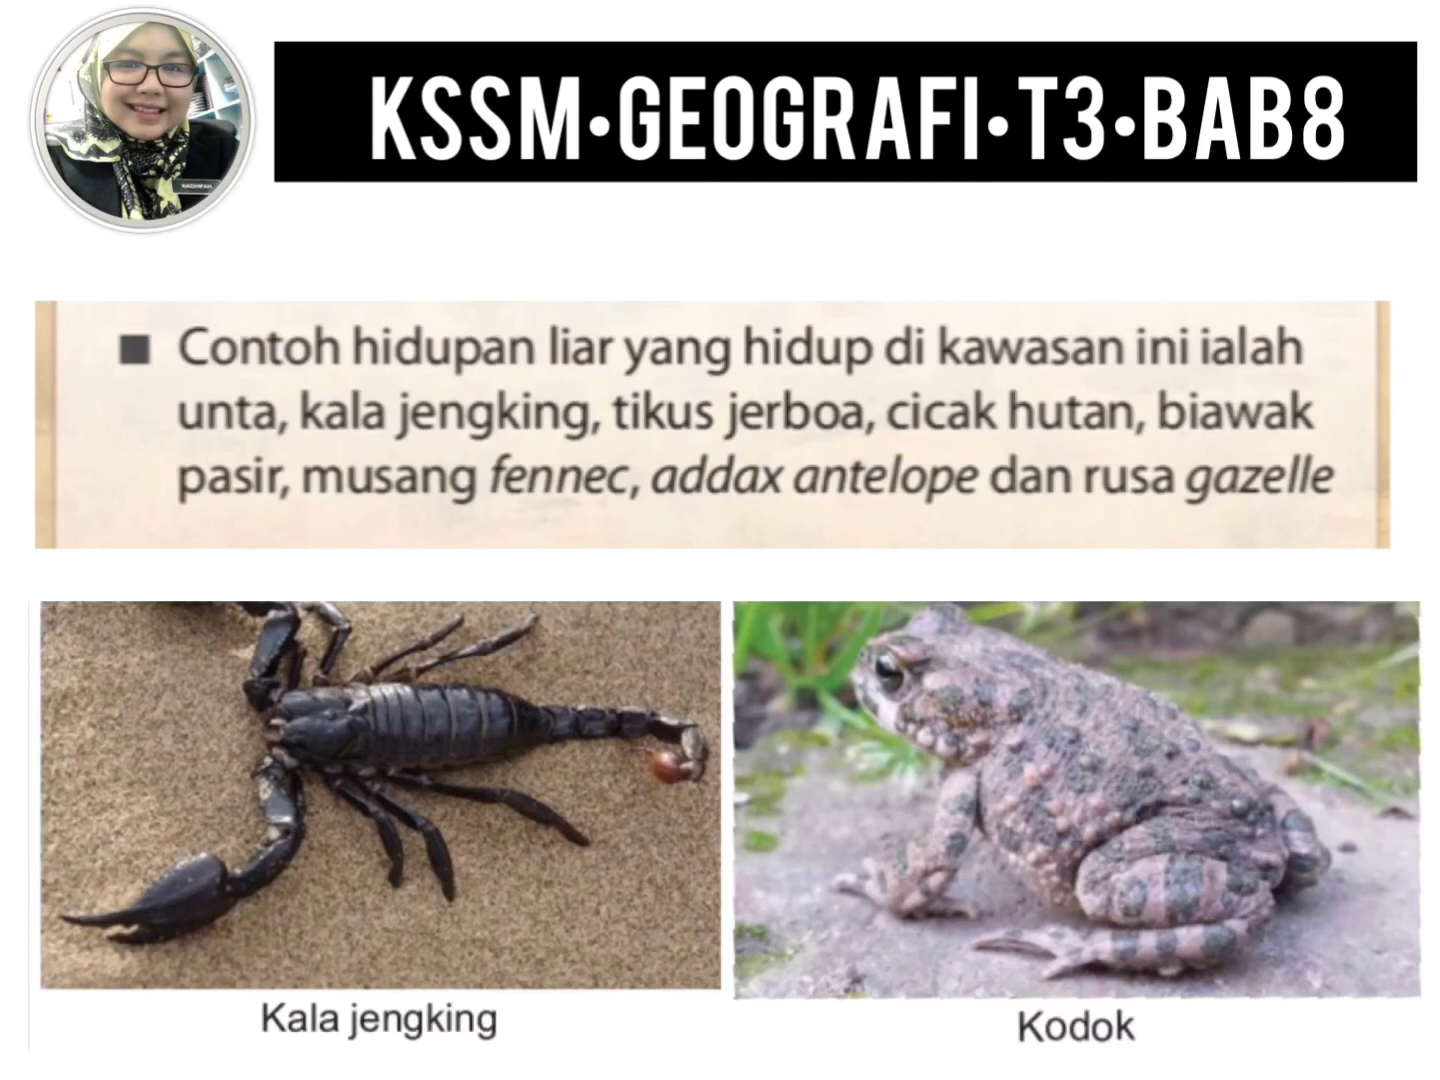 KSSM•GEOGRAFI•T3•BAB8
■ Contoh hidupan liar yang hidup di kawasan ini ialah
unta, kala jengking, tikus jerboa, cicak hutan, biawak
pasir, musang fennec, addax antelope dan rusa gazelle
Kala jengking
Kodok